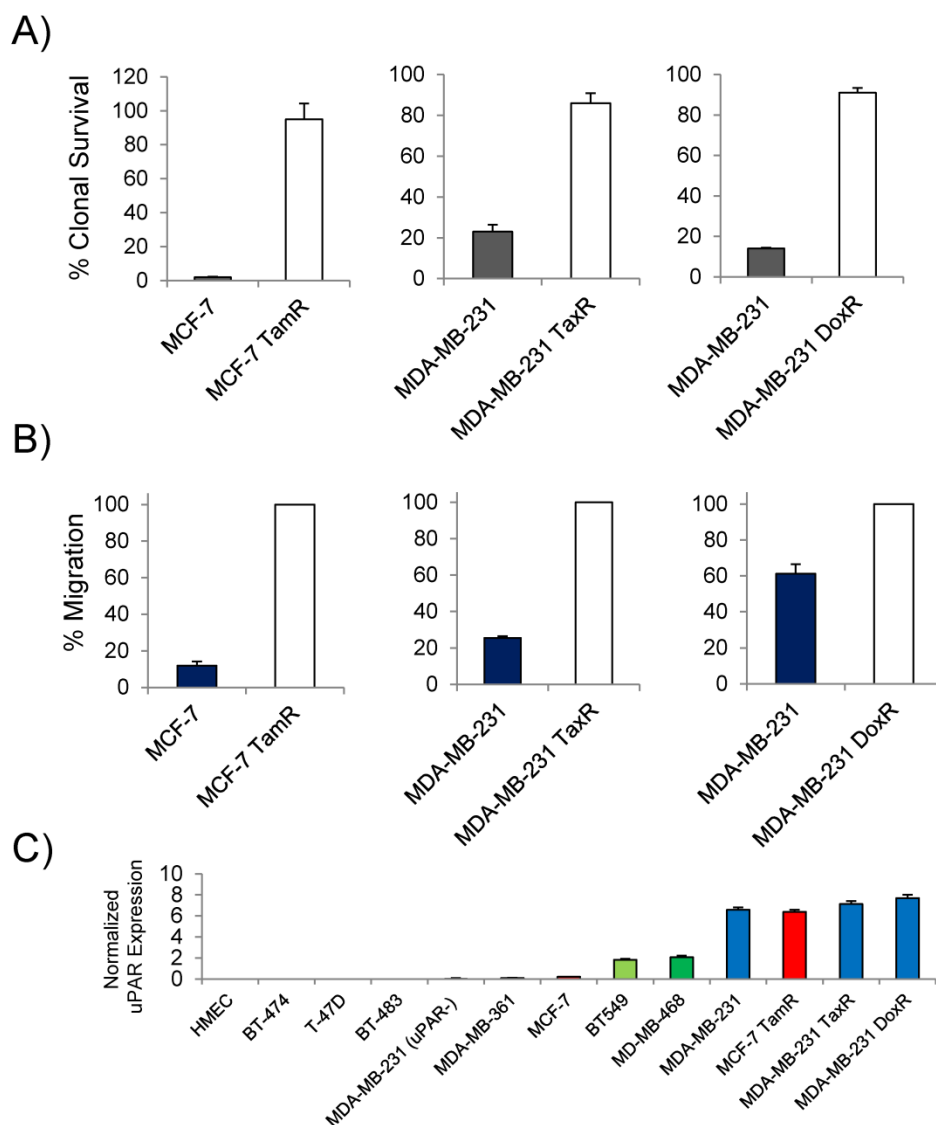 A)
% Clonal Survival
120
100
80
60
40
20
0
MCF-7
MCF-7 TamR
100
80
60
40
20
0
MDA-MB-231
MDA-MB-231 TaxR
100
80
60
40
20
0
MDA-MB-231
MDA-MB-231 DoxR
B)
% Migration
100
80
60
40
20
0
MCF-7
MCF-7 TamR
100
80
60
40
20
0
MDA-MB-231
MDA-MB-231 TaxR
100
80
60
40
20
0
MDA-MB-231
MDA-MB-231 DoxR
C)
Normalized
uPAR Expression
10
8
6
4
2
0
HMEC
BT-474
T-47D
BT-483
MDA-MB-231 (uPAR-)
MDA-MB-361
MCF-7
BT549
MD-MB-468
MDA-MB-231
MCF-7 TamR
MDA-MB-231 TaxR
MDA-MB-231 DoxR